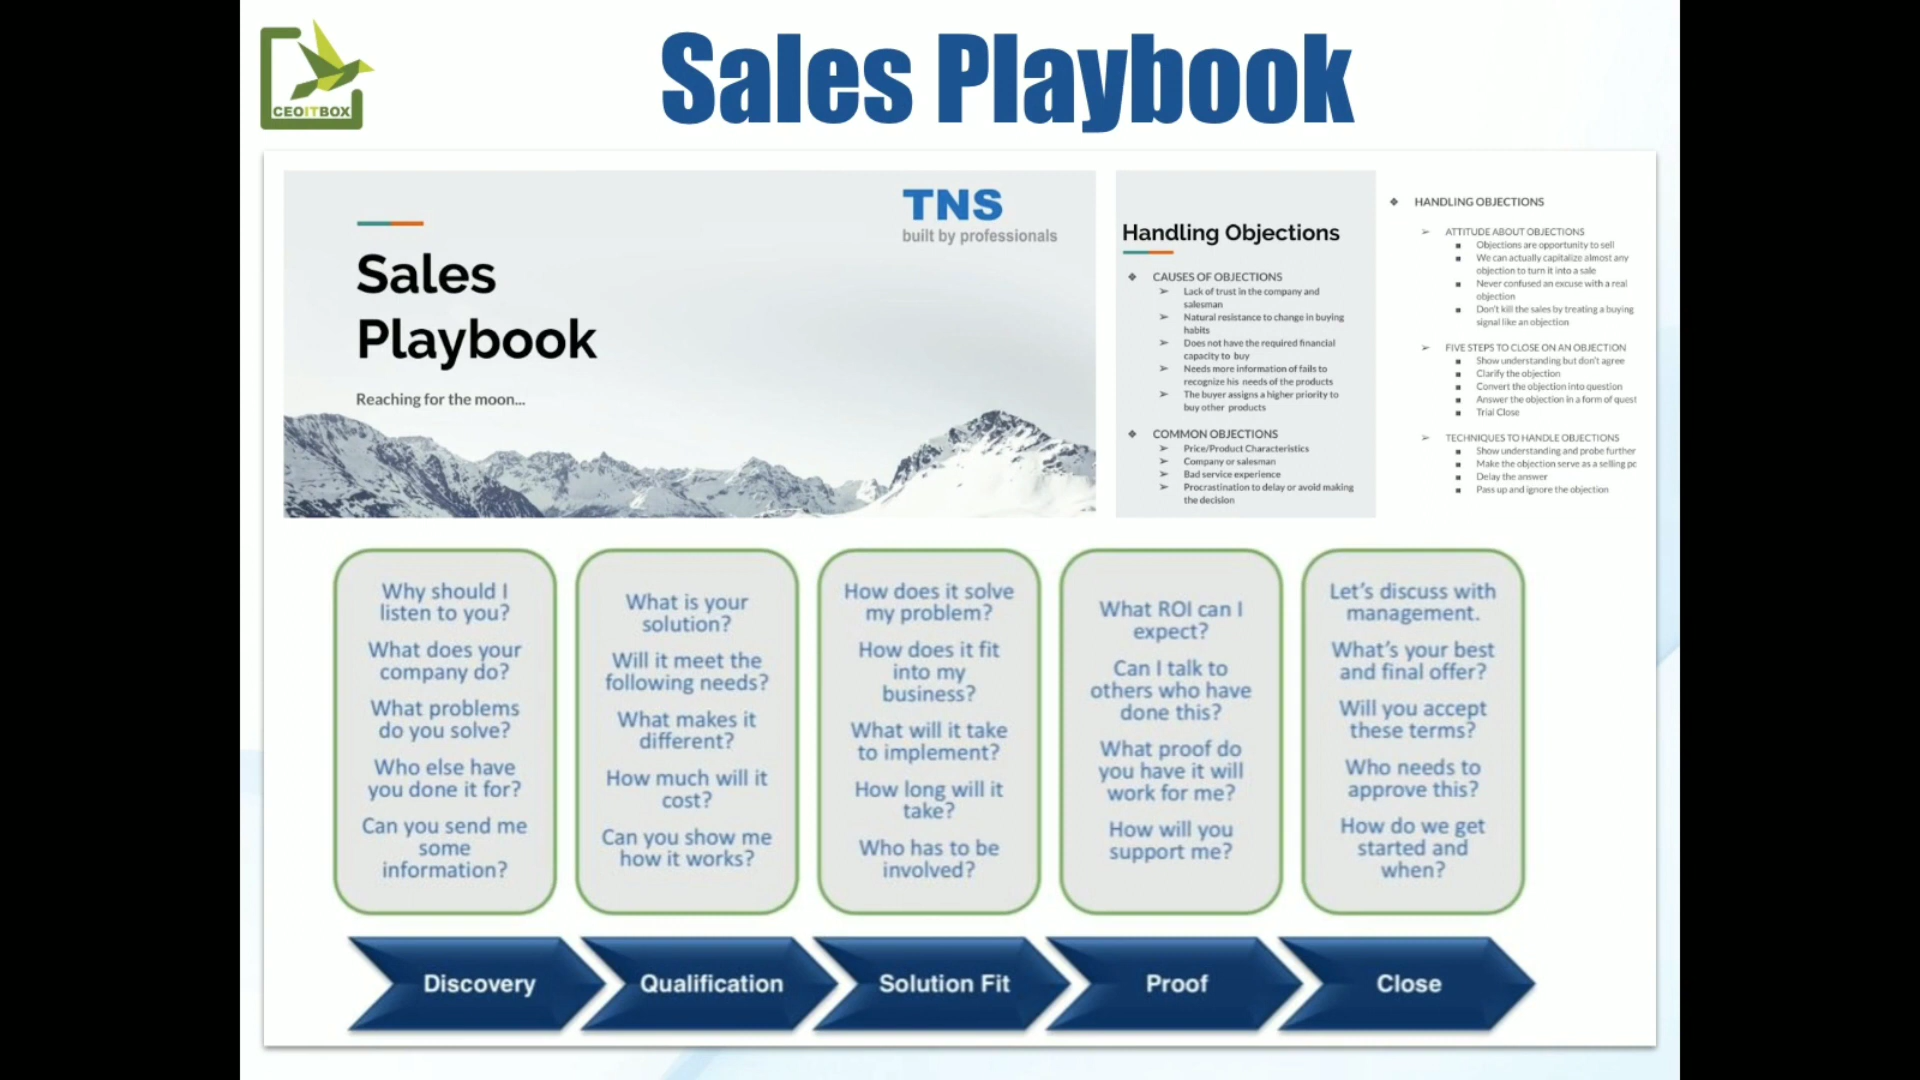 CEOITBOX
Sales Playbook
TNS
built by professionals
Sales
Playbook
Reaching for the moon...
Handling Objections
❖ CAUSES OF OBJECTIONS
➢ Lack of trust in the company and
salesman
➢ Natural resistance to change in buying
habits
➢ Does not have the required financial
capacity to buy
➢ Needs more information of fails to
recognize his needs of the products
➢ The buyer assigns a higher priority to
buy other products
❖ COMMON OBJECTIONS
➢ Price/Product Characteristics
➢ Company or salesman
➢ Bad service experience
➢ Procrastination to delay or avoid making
the decision
❖ HANDLING OBJECTIONS
➢ ATTITUDE ABOUT OBJECTIONS
■ Objections are opportunity to sell
■ We can actually capitalize almost any
objection to turn it into a sale
■ Never confused an excuse with a real
objection
■ Don't kill the sales by treating a buying
signal like an objection
➢ FIVE STEPS TO CLOSE ON AN OBJECTION
■ Show understanding but don't agree
■ Clarify the objection
■ Convert the objection into question
■ Answer the objection in a form of quest
■ Trial Close
➢ TECHNIQUES TO HANDLE OBJECTIONS
■ Show understanding and probe further
■ Make the objection serve as a selling pc
■ Delay the answer
■ Pass up and ignore the objection
Why should I
listen to you?
What does your
company do?
What problems
do you solve?
Who else have
you done it for?
Can you send me
some
information?
What is your
solution?
Will it meet the
following needs?
What makes it
different?
How much will it
cost?
Can you show me
how it works?
How does it solve
my problem?
How does it fit
into my
business?
What will it take
to implement?
How long will it
take?
Who has to be
involved?
What ROI can I
expect?
Can I talk to
others who have
done this?
What proof do
you have it will
work for me?
How will you
support me?
Let's discuss with
management.
What's your best
and final offer?
Will you accept
these terms?
Who needs to
approve this?
How do we get
started and
when?
Discovery
Qualification
Solution Fit
Proof
Close